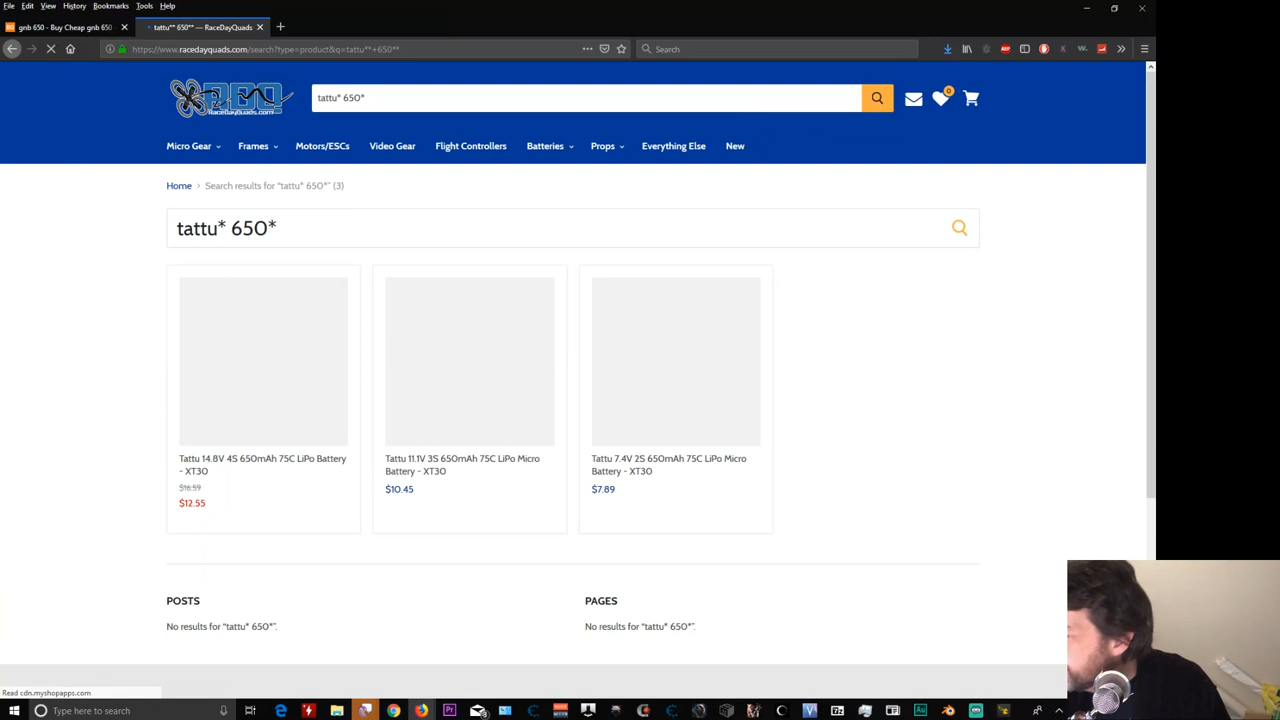 File Edit View History Bookmarks Tools Help
gnb 650 - Buy Cheap gnb 650
tattu** 650** — RaceDayQuads
https://www.racedayquads.com/search?type=product&q=tattu**+650**
Search
RaceDayQuads.com
tattu* 650*
0
Micro Gear Frames Motors/ESCs Video Gear Flight Controllers Batteries Props Everything Else New
Home > Search results for “tattu* 650*” (3)
tattu* 650*
Tattu 14.8V 4S 650mAh 75C LiPo Battery
- XT30
$16.59
$12.55
Tattu 11.1V 3S 650mAh 75C LiPo Micro
Battery - XT30
$10.45
Tattu 7.4V 2S 650mAh 75C LiPo Micro
Battery - XT30
$7.89
POSTS
No results for “tattu* 650*”.
PAGES
No results for “tattu* 650*”.
Read cdn.myshopapps.com
Type here to search